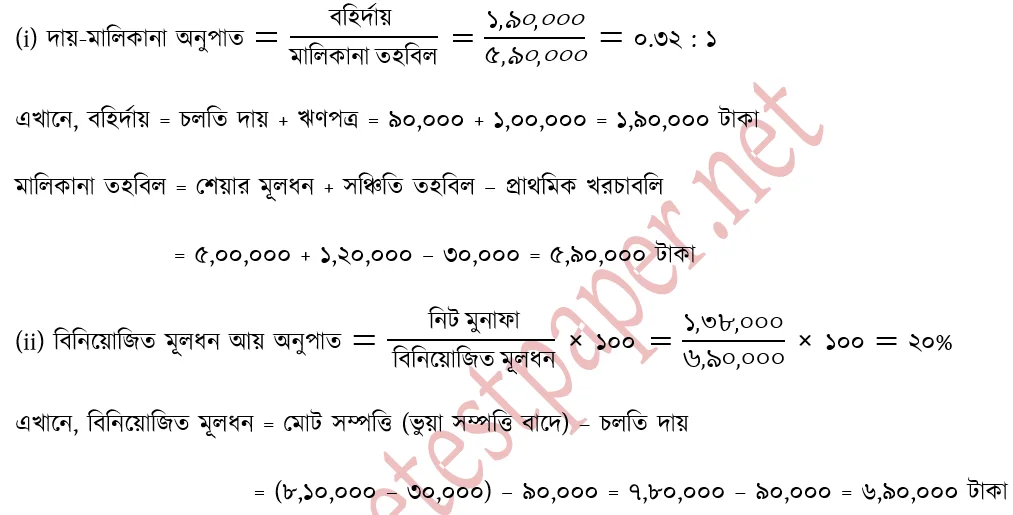 (i) দায়-মালিকানা অনুপাত = বহির্দায় / মালিকানা তহবিল = ১,৯০,০০০ / ৫,৯০,০০০ = ০.৩২ : ১
এখানে, বহির্দায় = চলতি দায় + ঋণপত্র = ৯০,০০০ + ১,০০,০০০ = ১,৯০,০০০ টাকা
মালিকানা তহবিল = শেয়ার মূলধন + সঞ্চিতি তহবিল – প্রাথমিক খরচাবলি
= ৫,০০,০০০ + ১,২০,০০০ – ৩০,০০০ = ৫,৯০,০০০ টাকা
(ii) বিনিয়োজিত মূলধন আয় অনুপাত = নিট মুনাফা / বিনিয়োজিত মূলধন × ১০০ = ১,৩৮,০০০ / ৬,৯০,০০০ × ১০০ = ২০%
এখানে, বিনিয়োজিত মূলধন = মোট সম্পত্তি (ভুয়া সম্পত্তি বাদে) – চলতি দায়
= (৮,১০,০০০ – ৩০,০০০) – ৯০,০০০ = ৭,৮০,০০০ – ৯০,০০০ = ৬,৯০,০০০ টাকা
etestpaper.net